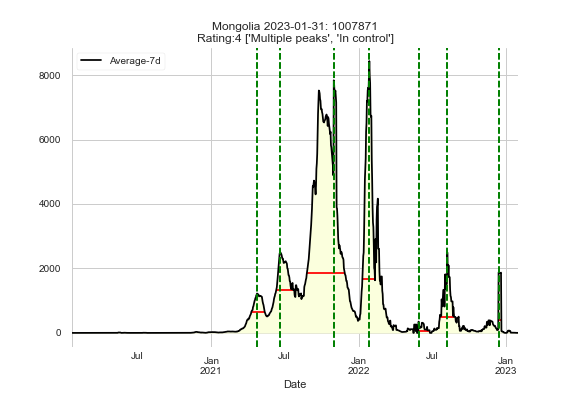 Mongolia 2023-01-31: 1007871
Rating:4 ['Multiple peaks', 'In control']
Average-7d
8000
6000
4000
2000
0
Jul
Jan
2021
Jul
Jan
2022
Jul
Jan
2023
Date